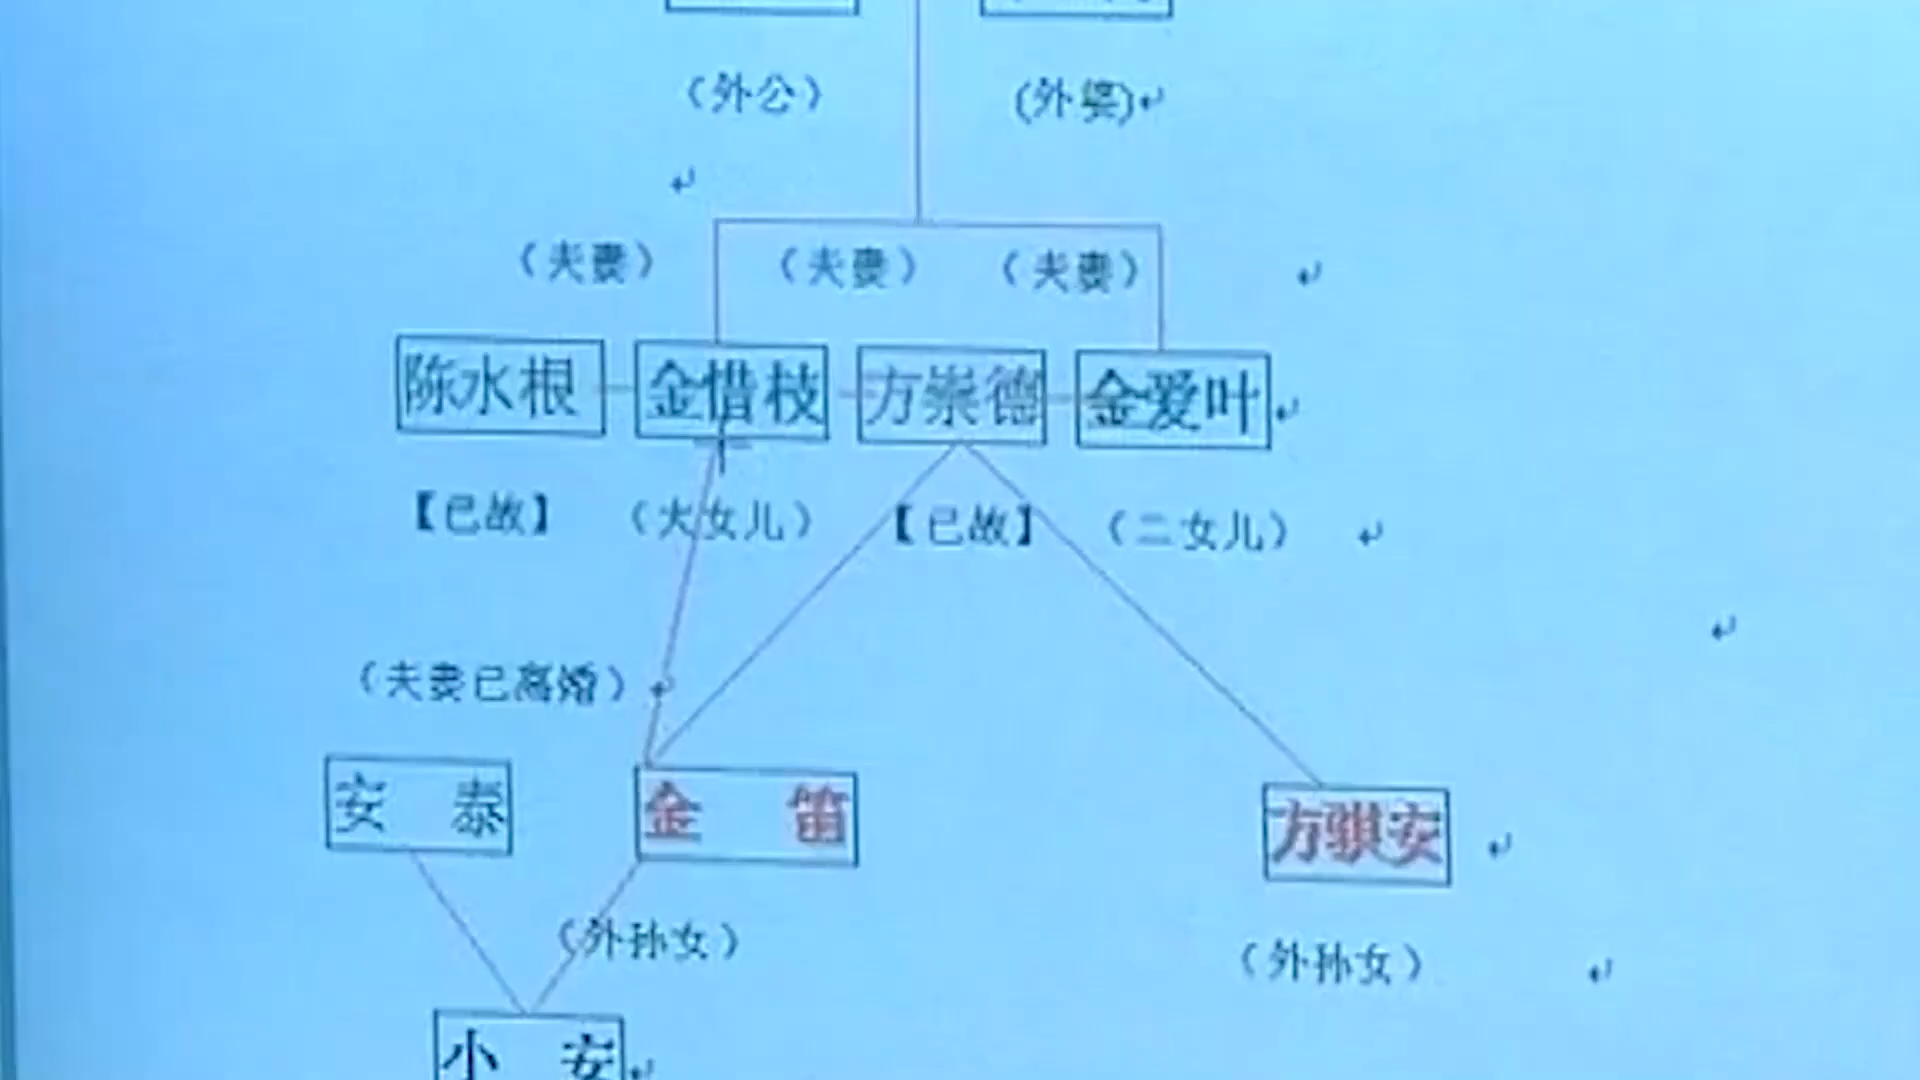 （外公） (外婆)
（夫妻） （夫妻） （夫妻）
陈水根 金惜枝 方崇德 金爱叶
【已故】 （大女儿） 【已故】 （二女儿）
（夫妻已离婚）
安 泰 金 笛 方骐安
（外孙女） （外孙女）
小 安